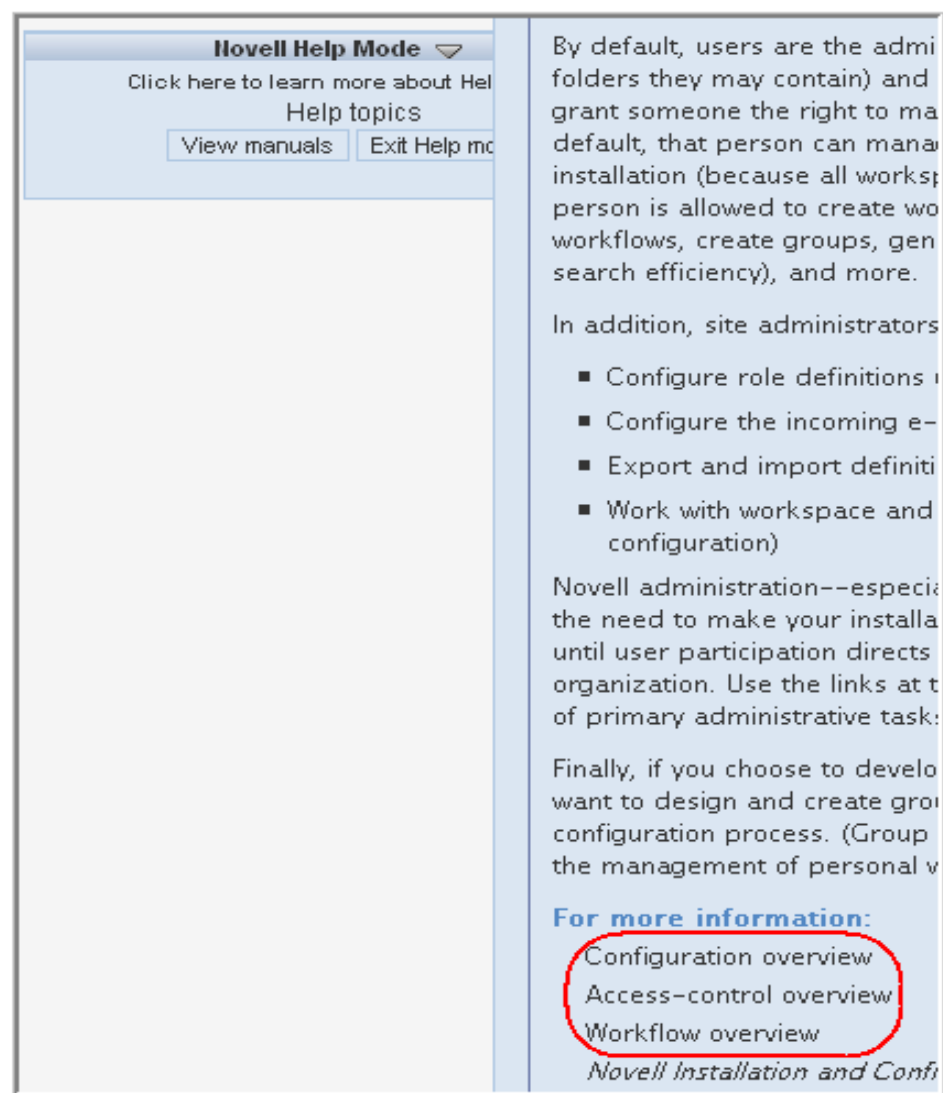 Novell Help Mode
Click here to learn more about Hel
Help topics
View manuals Exit Help mo
By default, users are the admi
folders they may contain) and
grant someone the right to ma
default, that person can mana
installation (because all worksp
person is allowed to create wo
workflows, create groups, gen
search efficiency), and more.
In addition, site administrators
▪ Configure role definitions
▪ Configure the incoming e-
▪ Export and import definiti
▪ Work with workspace and
configuration)
Novell administration--especia
the need to make your installa
until user participation directs
organization. Use the links at t
of primary administrative tasks
Finally, if you choose to develo
want to design and create grou
configuration process. (Group
the management of personal w
For more information:
Configuration overview
Access-control overview
Workflow overview
Novell Installation and Confi